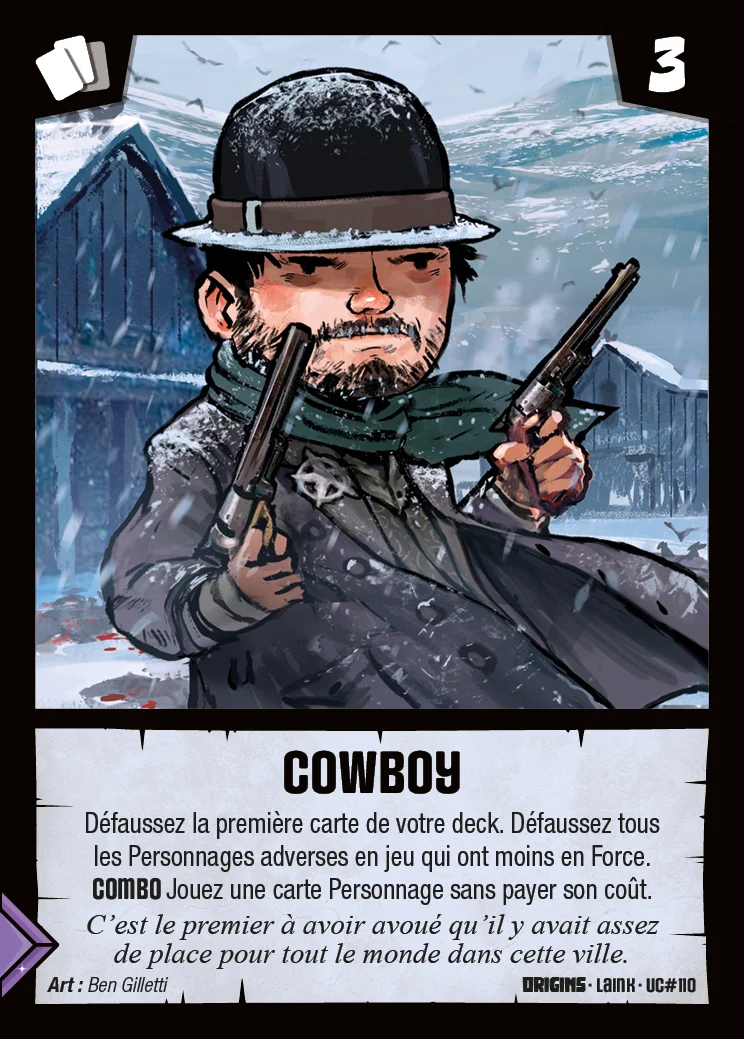 3
COWBOY
Défaussez la première carte de votre deck. Défaussez tous
les Personnages adverses en jeu qui ont moins en Force.
COMBO Jouez une carte Personnage sans payer son coût.
C'est le premier à avoir avoué qu'il y avait assez
de place pour tout le monde dans cette ville.
Art : Ben Gilletti
ORIGINS · LAINK · UC#110